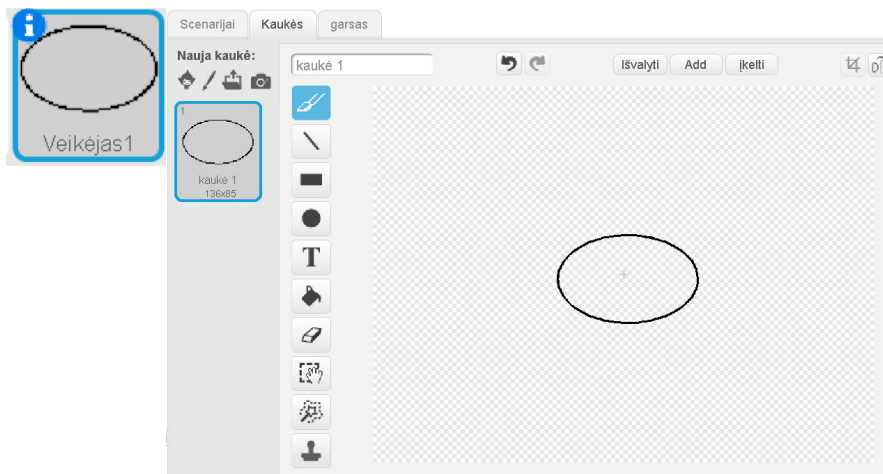 Veikėjas1
Scenarijai Kaukės garsas
Nauja kaukė:
1
kaukė 1
136x85
kaukė 1
Išvalyti Add įkelti
T